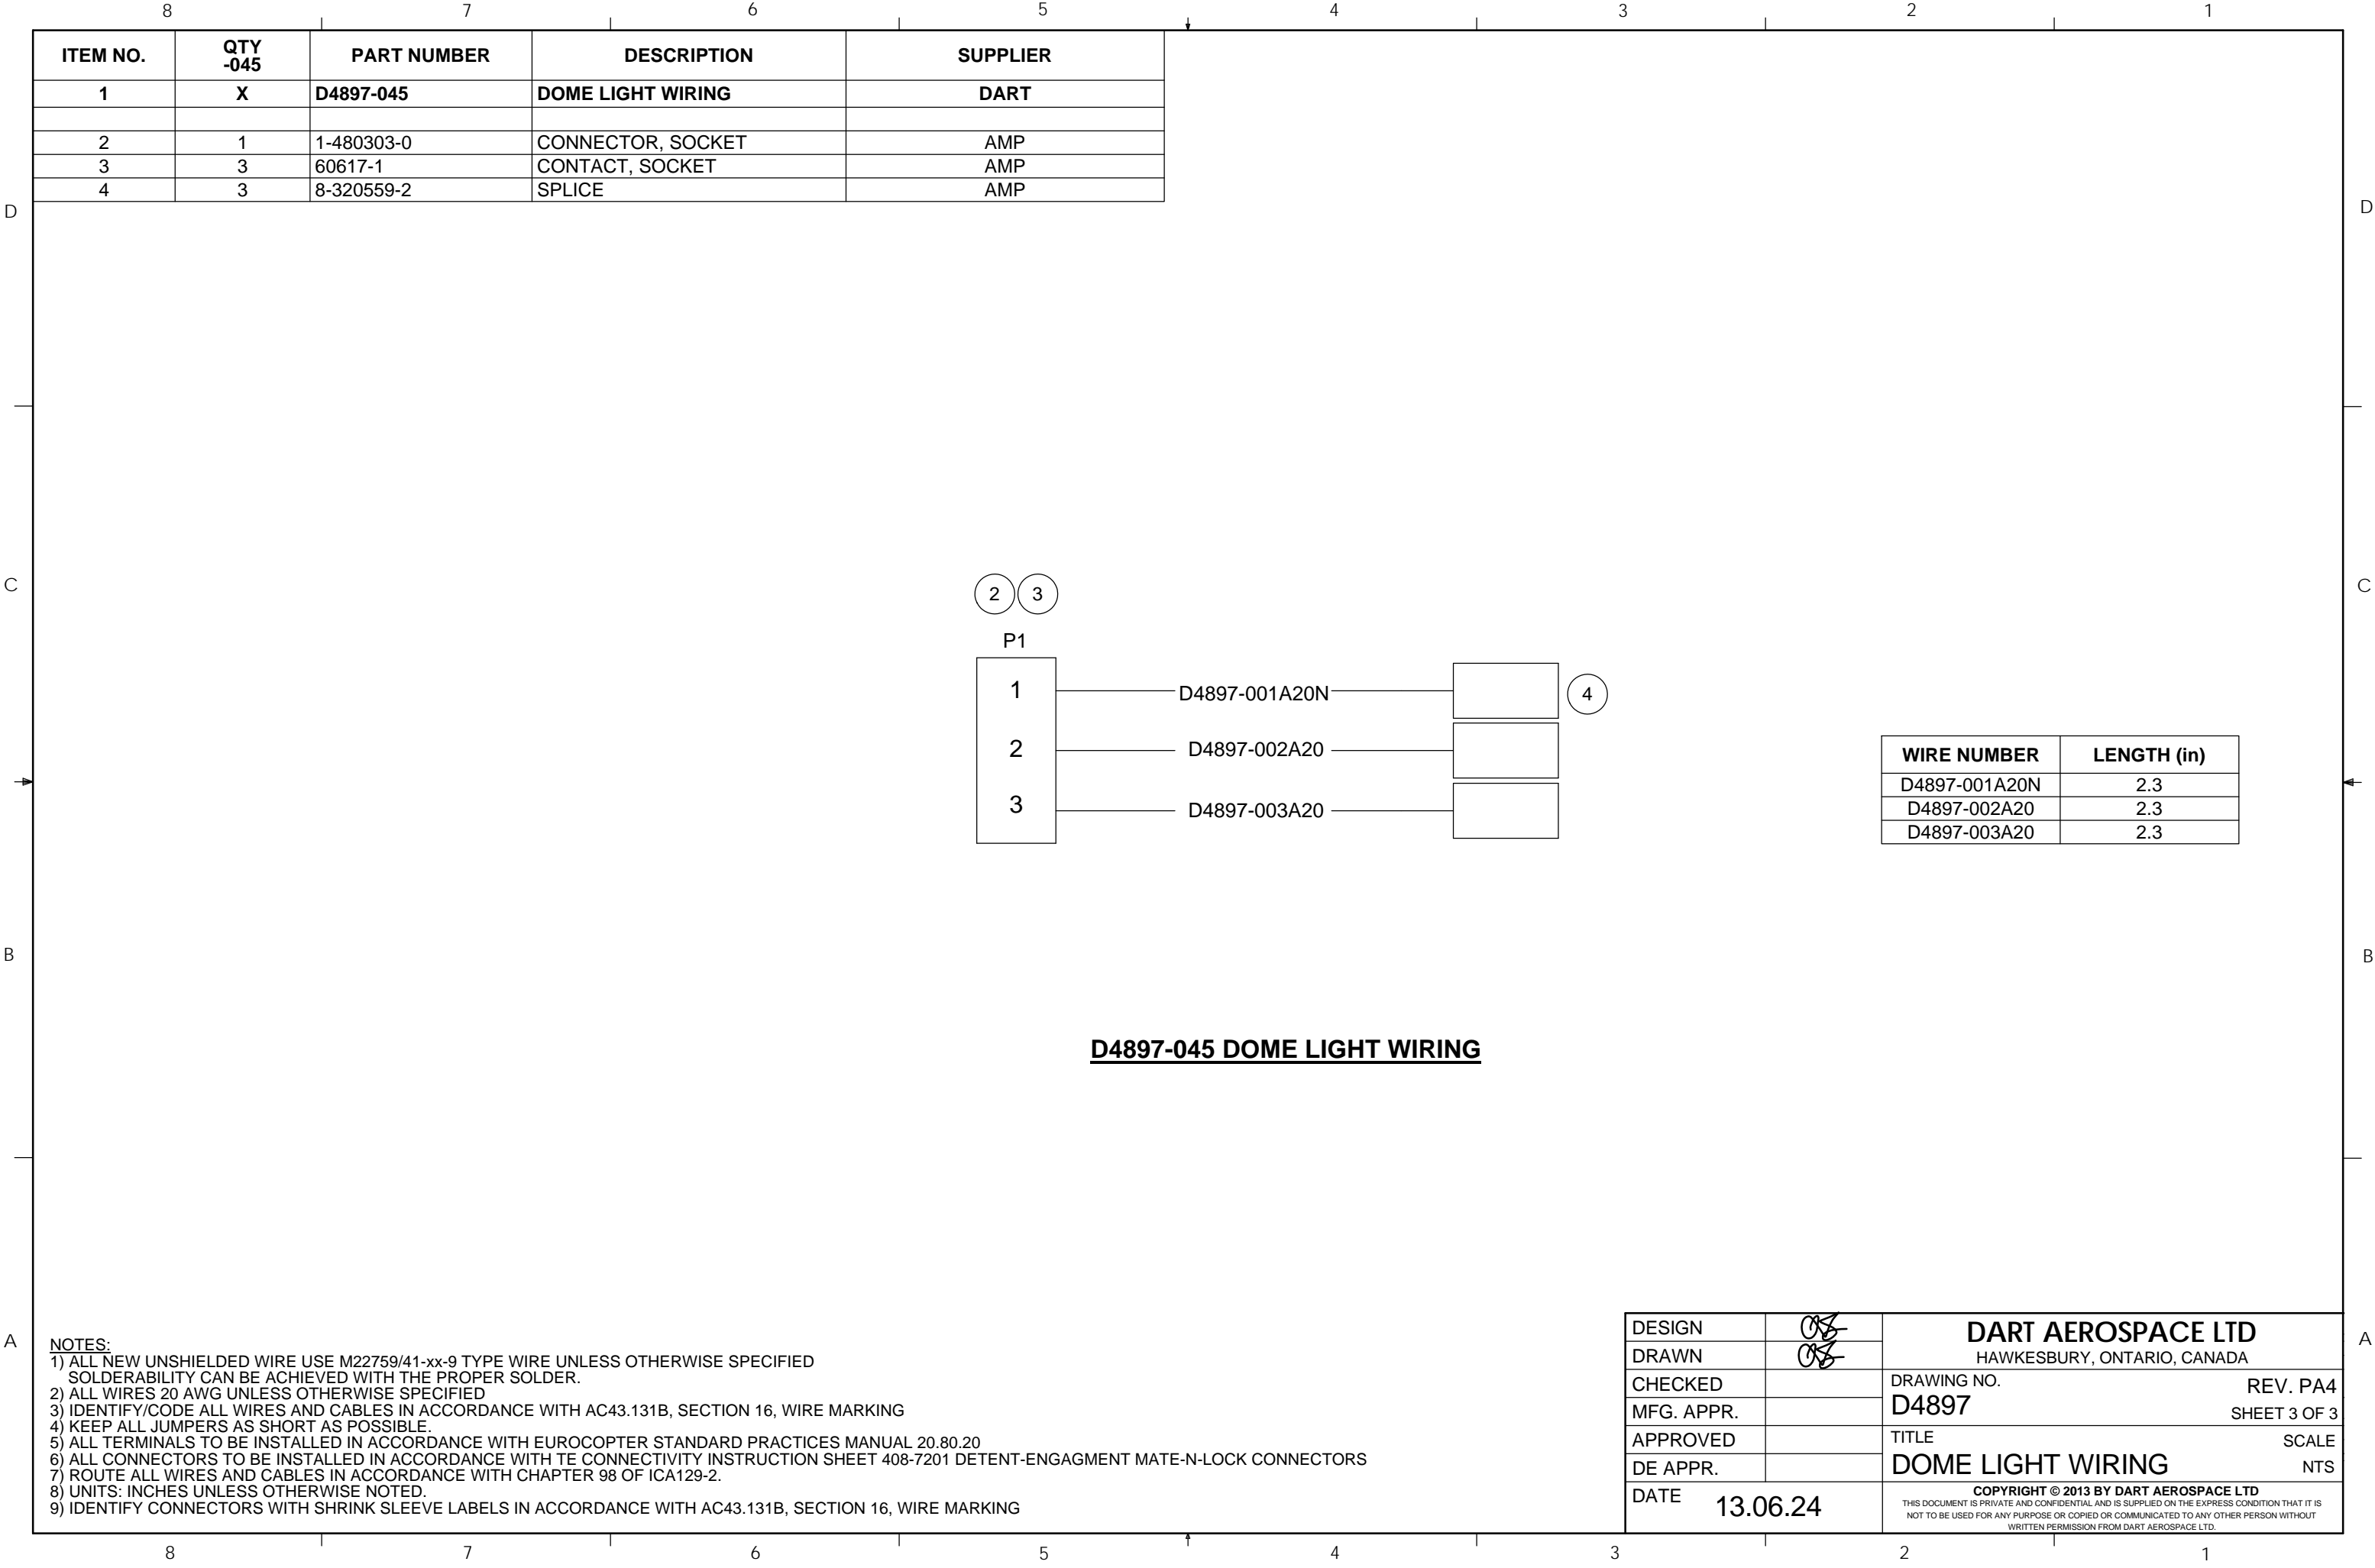 8 7 6 5 4 3 2 1
ITEM NO. QTY -045 PART NUMBER DESCRIPTION SUPPLIER
1 X D4897-045 DOME LIGHT WIRING DART
2 1 1-480303-0 CONNECTOR, SOCKET AMP
3 3 60617-1 CONTACT, SOCKET AMP
4 3 8-320559-2 SPLICE AMP
D D
C C
2 3
P1
1 D4897-001A20N 4
2 D4897-002A20
3 D4897-003A20
WIRE NUMBER LENGTH (in)
D4897-001A20N 2.3
D4897-002A20 2.3
D4897-003A20 2.3
B B
D4897-045 DOME LIGHT WIRING
A A
NOTES:
1) ALL NEW UNSHIELDED WIRE USE M22759/41-xx-9 TYPE WIRE UNLESS OTHERWISE SPECIFIED
SOLDERABILITY CAN BE ACHIEVED WITH THE PROPER SOLDER.
2) ALL WIRES 20 AWG UNLESS OTHERWISE SPECIFIED
3) IDENTIFY/CODE ALL WIRES AND CABLES IN ACCORDANCE WITH AC43.131B, SECTION 16, WIRE MARKING
4) KEEP ALL JUMPERS AS SHORT AS POSSIBLE.
5) ALL TERMINALS TO BE INSTALLED IN ACCORDANCE WITH EUROCOPTER STANDARD PRACTICES MANUAL 20.80.20
6) ALL CONNECTORS TO BE INSTALLED IN ACCORDANCE WITH TE CONNECTIVITY INSTRUCTION SHEET 408-7201 DETENT-ENGAGMENT MATE-N-LOCK CONNECTORS
7) ROUTE ALL WIRES AND CABLES IN ACCORDANCE WITH CHAPTER 98 OF ICA129-2.
8) UNITS: INCHES UNLESS OTHERWISE NOTED.
9) IDENTIFY CONNECTORS WITH SHRINK SLEEVE LABELS IN ACCORDANCE WITH AC43.131B, SECTION 16, WIRE MARKING
DESIGN
DRAWN
CHECKED
MFG. APPR.
APPROVED
DE APPR.
DATE 13.06.24
DART AEROSPACE LTD
HAWKESBURY, ONTARIO, CANADA
DRAWING NO. REV. PA4
D4897 SHEET 3 OF 3
TITLE SCALE
DOME LIGHT WIRING NTS
COPYRIGHT © 2013 BY DART AEROSPACE LTD
THIS DOCUMENT IS PRIVATE AND CONFIDENTIAL AND IS SUPPLIED ON THE EXPRESS CONDITION THAT IT IS
NOT TO BE USED FOR ANY PURPOSE OR COPIED OR COMMUNICATED TO ANY OTHER PERSON WITHOUT
WRITTEN PERMISSION FROM DART AEROSPACE LTD.
8 7 6 5 4 3 2 1